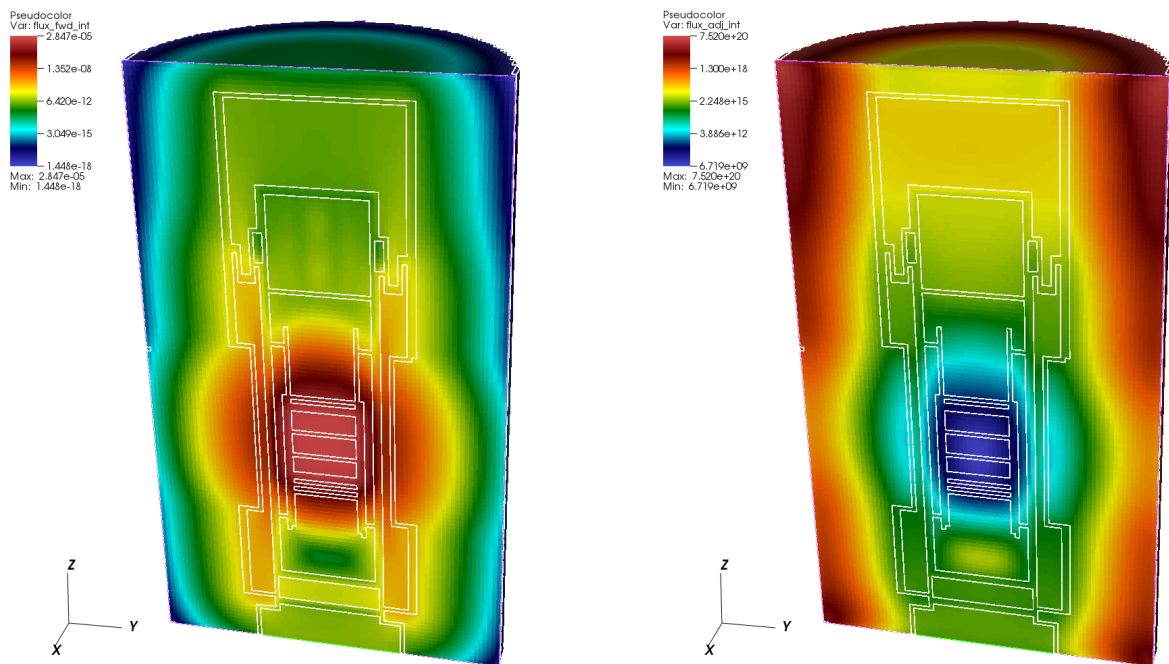 Pseudocolor
Var: flux_fwd_int
2.847e-05
1.352e-08
6.420e-12
3.049e-15
1.448e-18
Max: 2.847e-05
Min: 1.448e-18
Z
Y
X
Pseudocolor
Var: flux_adj_int
7.520e+20
1.300e+18
2.248e+15
3.886e+12
6.719e+09
Max: 7.520e+20
Min: 6.719e+09
Z
Y
X